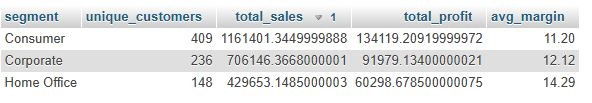 segment unique_customers total_sales 1 total_profit avg_margin
Consumer 409 1161401.3449999888 134119.20919999972 11.20
Corporate 236 706146.3668000001 91979.13400000021 12.12
Home Office 148 429653.1485000003 60298.678500000075 14.29